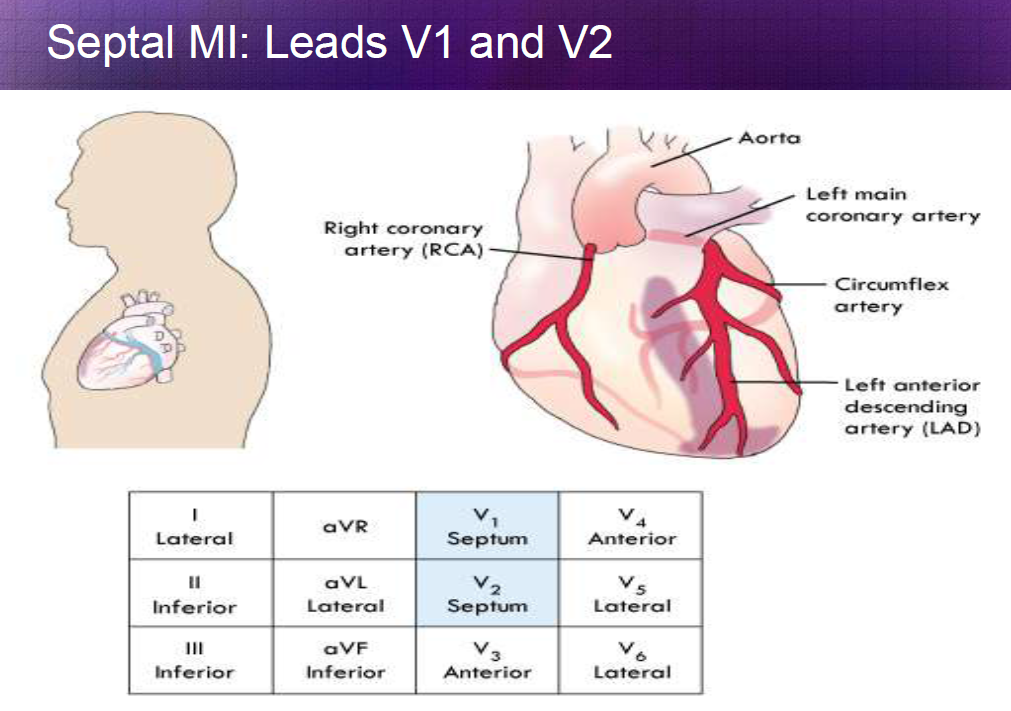 Septal MI: Leads V1 and V2
Aorta
Left main
coronary artery
Right coronary
artery (RCA)
Circumflex
artery
Left anterior
descending
artery (LAD)
I
Lateral
aVR
V₁
Septum
V₄
Anterior
II
Inferior
aVL
Lateral
V₂
Septum
V₅
Lateral
III
Inferior
aVF
Inferior
V₃
Anterior
V₆
Lateral